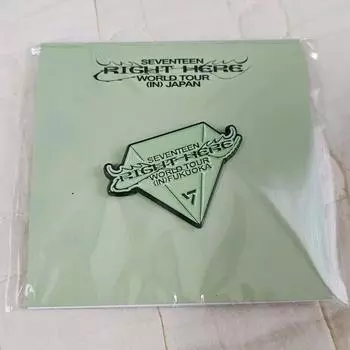 SEVENTEEN
RIGHT HERE
WORLD TOUR
(IN) JAPAN
SEVENTEEN
RIGHT HERE
WORLD TOUR
(IN) FUKUOKA